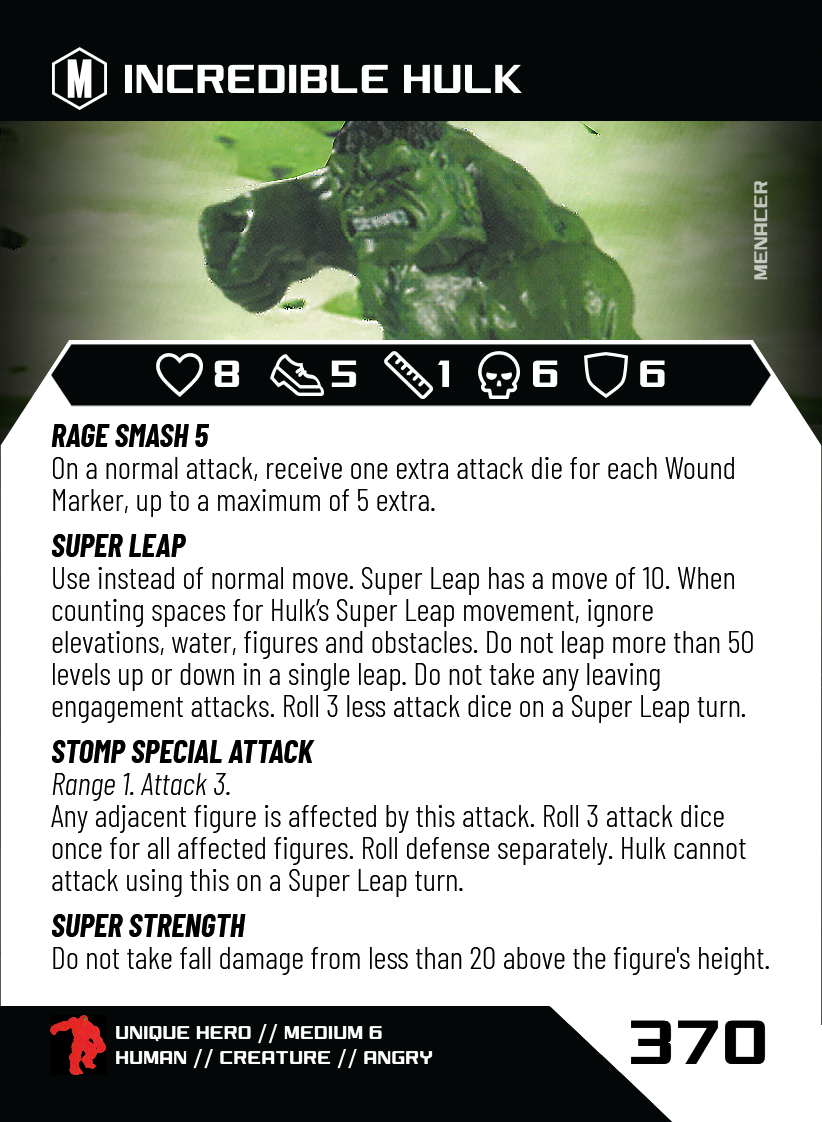 M INCREDIBLE HULK
MENACER
8 5 1 6 6
RAGE SMASH 5
On a normal attack, receive one extra attack die for each Wound
Marker, up to a maximum of 5 extra.
SUPER LEAP
Use instead of normal move. Super Leap has a move of 10. When
counting spaces for Hulk’s Super Leap movement, ignore
elevations, water, figures and obstacles. Do not leap more than 50
levels up or down in a single leap. Do not take any leaving
engagement attacks. Roll 3 less attack dice on a Super Leap turn.
STOMP SPECIAL ATTACK
Range 1. Attack 3.
Any adjacent figure is affected by this attack. Roll 3 attack dice
once for all affected figures. Roll defense separately. Hulk cannot
attack using this on a Super Leap turn.
SUPER STRENGTH
Do not take fall damage from less than 20 above the figure's height.
UNIQUE HERO // MEDIUM 6
HUMAN // CREATURE // ANGRY
370